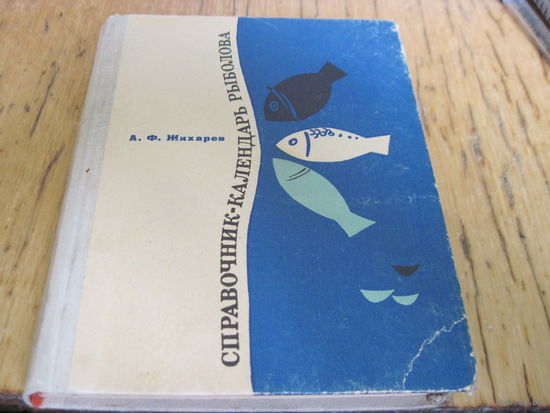 А. Ф. Жихарев
СПРАВОЧНИК-КАЛЕНДАРЬ РЫБОЛОВА